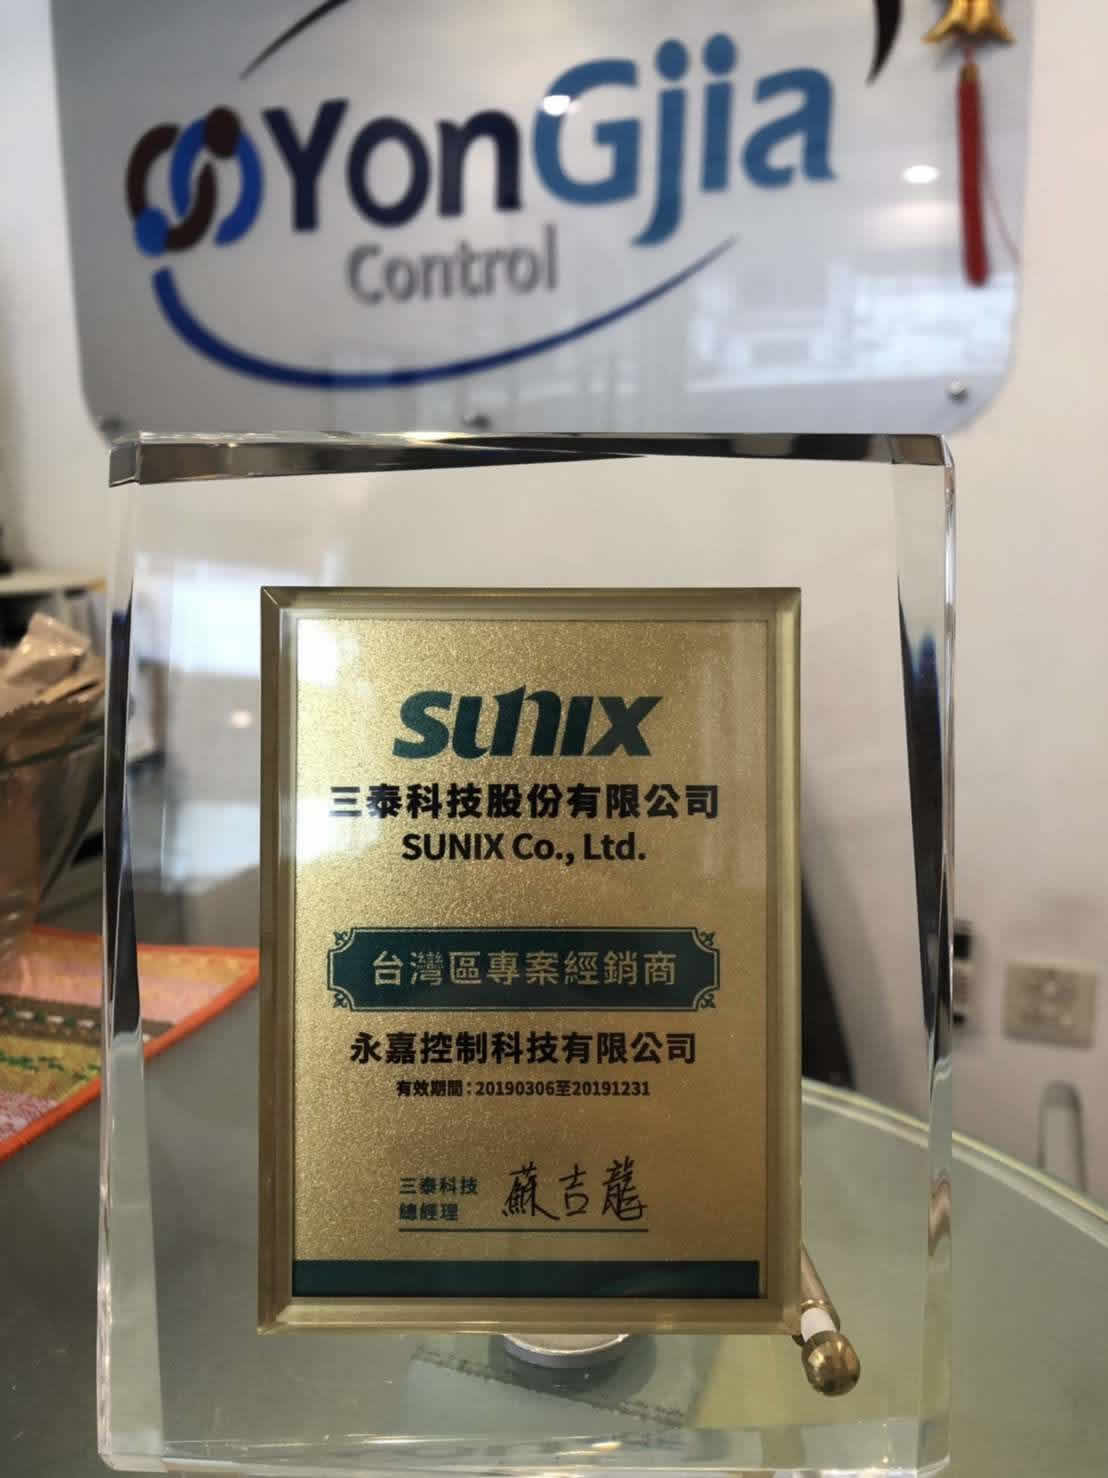 YonGjia
Control
SUNIX
三泰科技股份有限公司
SUNIX Co., Ltd.
台灣區專案經銷商
永嘉控制科技有限公司
有效期間：20190306至20191231
三泰科技
總經理
蘇吉龍